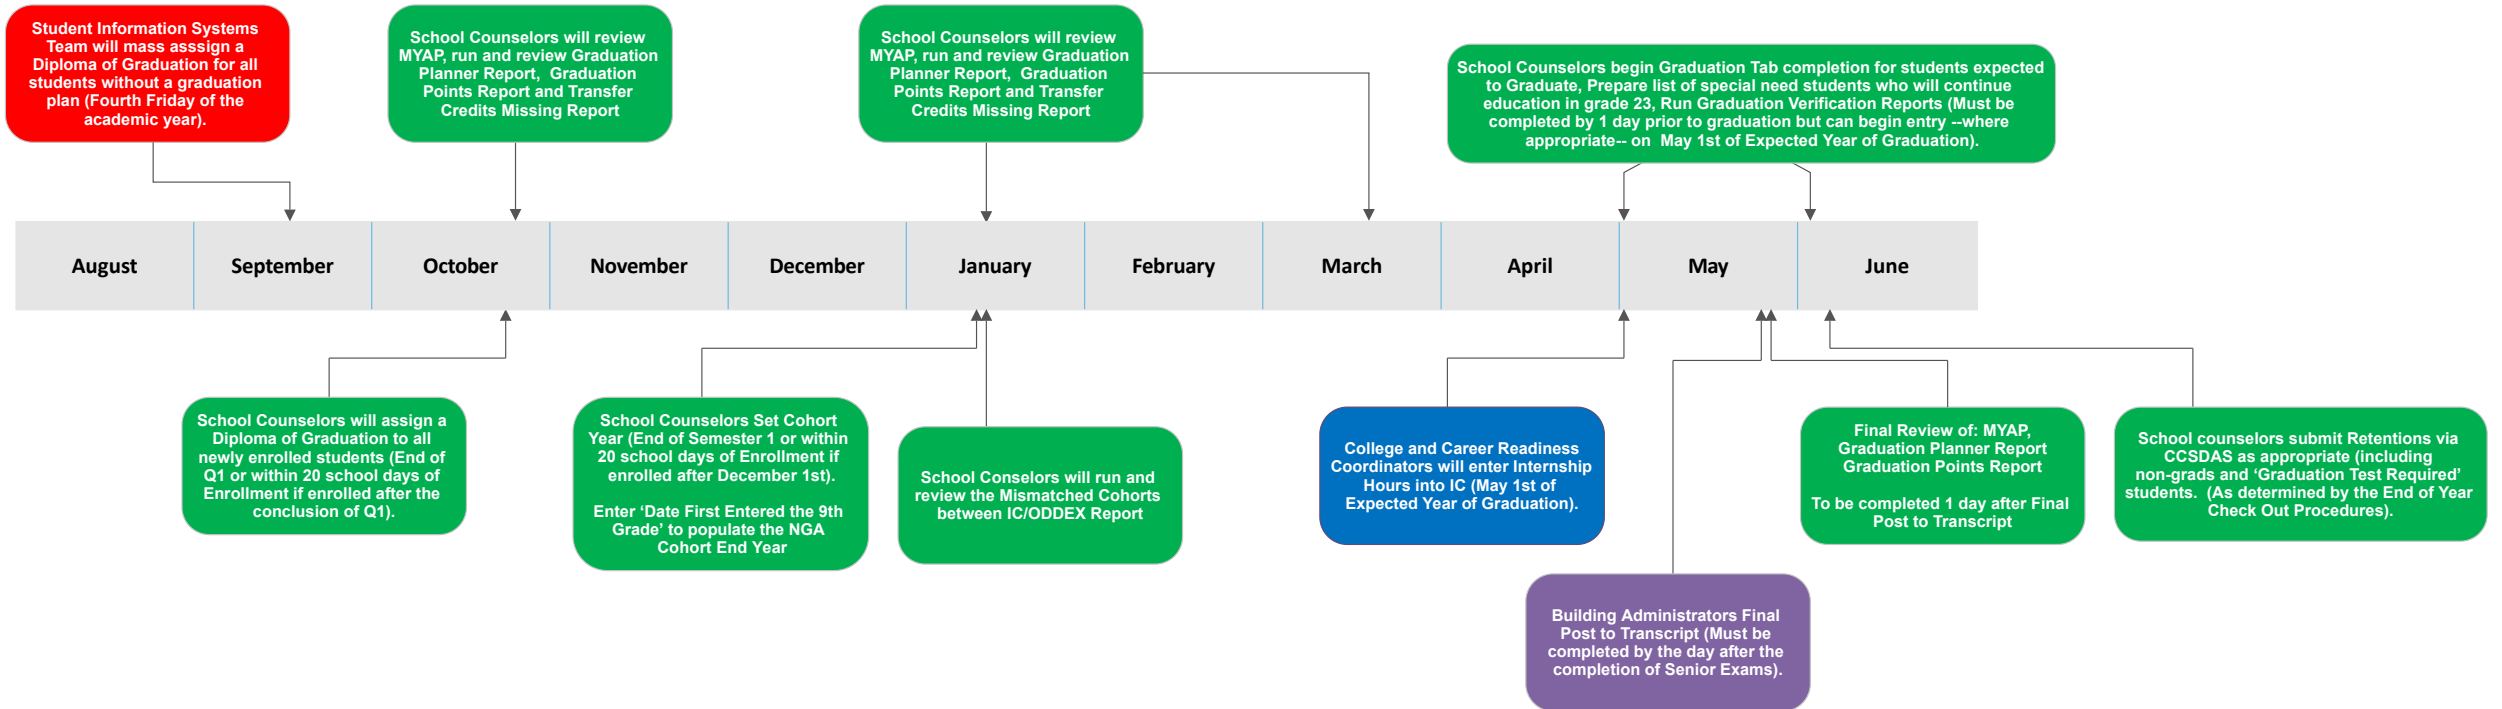 Student Information Systems
Team will mass asssign a
Diploma of Graduation for all
students without a graduation
plan (Fourth Friday of the
academic year).
School Counselors will review
MYAP, run and review Graduation
Planner Report, Graduation
Points Report and Transfer
Credits Missing Report
School Counselors will review
MYAP, run and review Graduation
Planner Report, Graduation
Points Report and Transfer
Credits Missing Report
School Counselors begin Graduation Tab completion for students expected
to Graduate, Prepare list of special need students who will continue
education in grade 23, Run Graduation Verification Reports (Must be
completed by 1 day prior to graduation but can begin entry --where
appropriate-- on May 1st of Expected Year of Graduation).
August
September
October
November
December
January
February
March
April
May
June
School Counselors will assign a
Diploma of Graduation to all
newly enrolled students (End of
Q1 or within 20 school days of
Enrollment if enrolled after the
conclusion of Q1).
School Counselors Set Cohort
Year (End of Semester 1 or within
20 school days of Enrollment if
enrolled after December 1st).
Enter ‘Date First Entered the 9th
Grade’ to populate the NGA
Cohort End Year
School Conselors will run and
review the Mismatched Cohorts
between IC/ODDEX Report
College and Career Readiness
Coordinators will enter Internship
Hours into IC (May 1st of
Expected Year of Graduation).
Building Administrators Final
Post to Transcript (Must be
completed by the day after the
completion of Senior Exams).
Final Review of: MYAP,
Graduation Planner Report
Graduation Points Report
To be completed 1 day after Final
Post to Transcript
School counselors submit Retentions via
CCSDAS as appropriate (including
non-grads and ‘Graduation Test Required’
students. (As determined by the End of Year
Check Out Procedures).